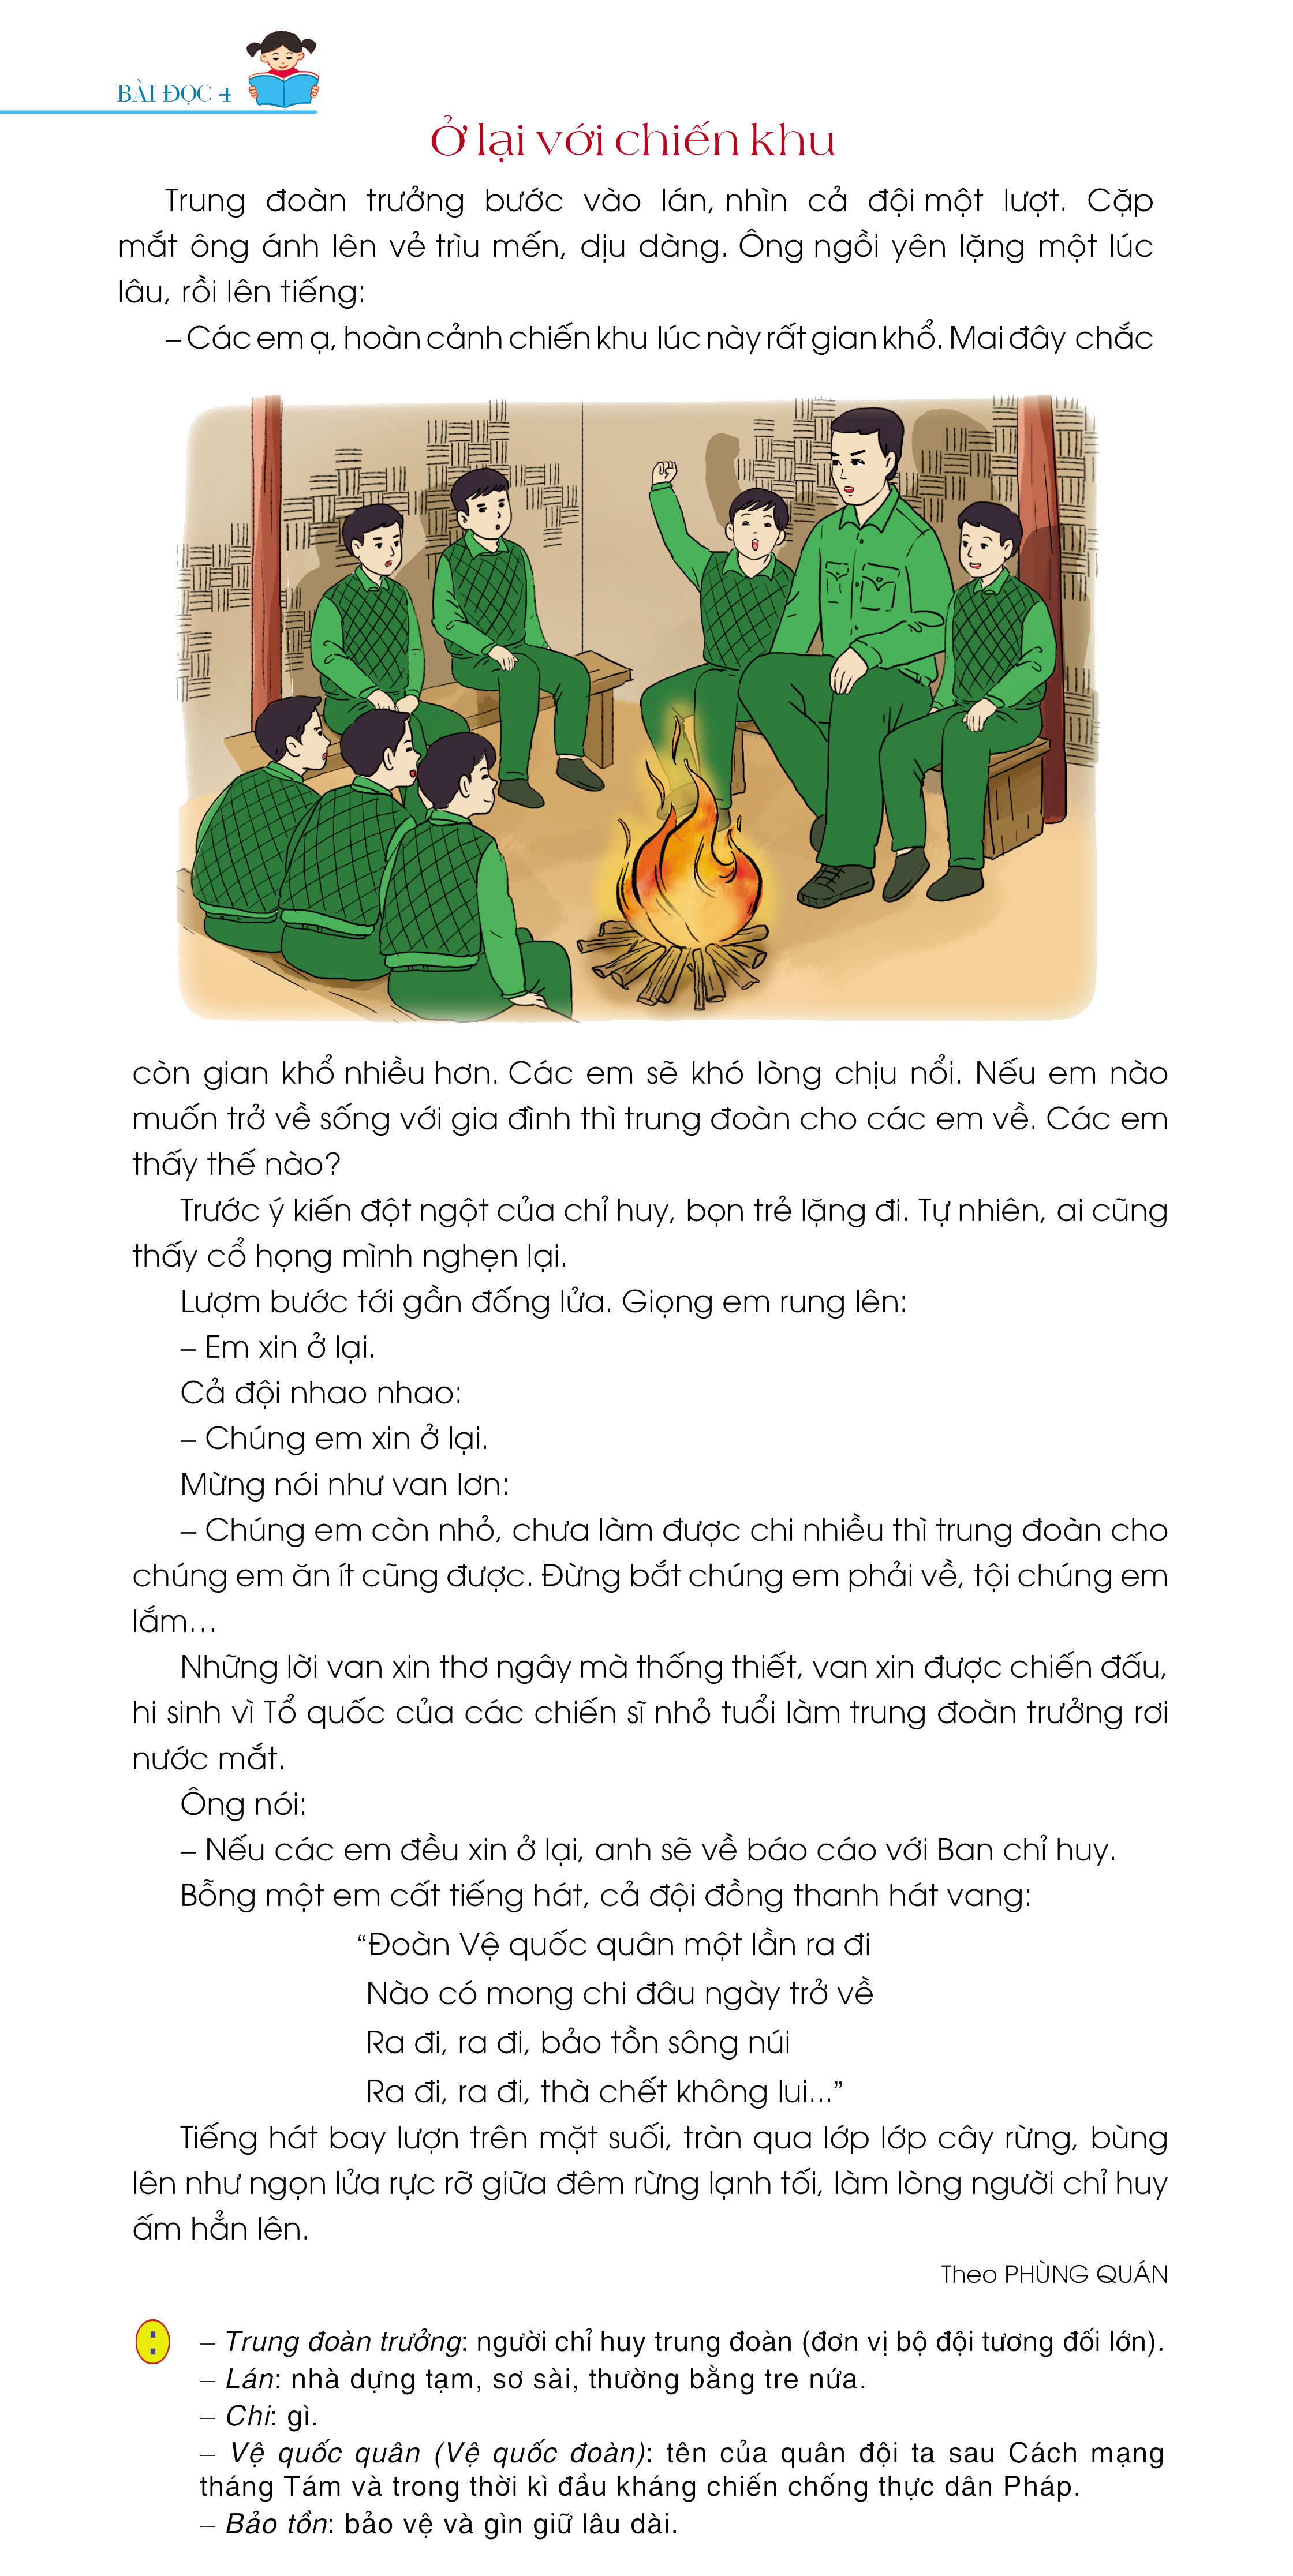 BÀI ĐỌC 4
Ở lại với chiến khu
Trung đoàn trưởng bước vào lán, nhìn cả đội một lượt. Cặp
mắt ông ánh lên vẻ trìu mến, dịu dàng. Ông ngồi yên lặng một lúc
lâu, rồi lên tiếng:
– Các em ạ, hoàn cảnh chiến khu lúc này rất gian khổ. Mai đây chắc
còn gian khổ nhiều hơn. Các em sẽ khó lòng chịu nổi. Nếu em nào
muốn trở về sống với gia đình thì trung đoàn cho các em về. Các em
thấy thế nào?
Trước ý kiến đột ngột của chỉ huy, bọn trẻ lặng đi. Tự nhiên, ai cũng
thấy cổ họng mình nghẹn lại.
Lượm bước tới gần đống lửa. Giọng em rung lên:
– Em xin ở lại.
Cả đội nhao nhao:
– Chúng em xin ở lại.
Mừng nói như van lơn:
– Chúng em còn nhỏ, chưa làm được chi nhiều thì trung đoàn cho
chúng em ăn ít cũng được. Đừng bắt chúng em phải về, tội chúng em
lắm...
Những lời van xin thơ ngây mà thống thiết, van xin được chiến đấu,
hi sinh vì Tổ quốc của các chiến sĩ nhỏ tuổi làm trung đoàn trưởng rơi
nước mắt.
Ông nói:
– Nếu các em đều xin ở lại, anh sẽ về báo cáo với Ban chỉ huy.
Bỗng một em cất tiếng hát, cả đội đồng thanh hát vang:
“Đoàn Vệ quốc quân một lần ra đi
Nào có mong chi đâu ngày trở về
Ra đi, ra đi, bảo tồn sông núi
Ra đi, ra đi, thà chết không lui...”
Tiếng hát bay lượn trên mặt suối, tràn qua lớp lớp cây rừng, bùng
lên như ngọn lửa rực rỡ giữa đêm rừng lạnh tối, làm lòng người chỉ huy
ấm hẳn lên.
Theo PHÙNG QUÁN
– Trung đoàn trưởng: người chỉ huy trung đoàn (đơn vị bộ đội tương đối lớn).
– Lán: nhà dựng tạm, sơ sài, thường bằng tre nứa.
– Chi: gì.
– Vệ quốc quân (Vệ quốc đoàn): tên của quân đội ta sau Cách mạng
tháng Tám và trong thời kì đầu kháng chiến chống thực dân Pháp.
– Bảo tồn: bảo vệ và gìn giữ lâu dài.